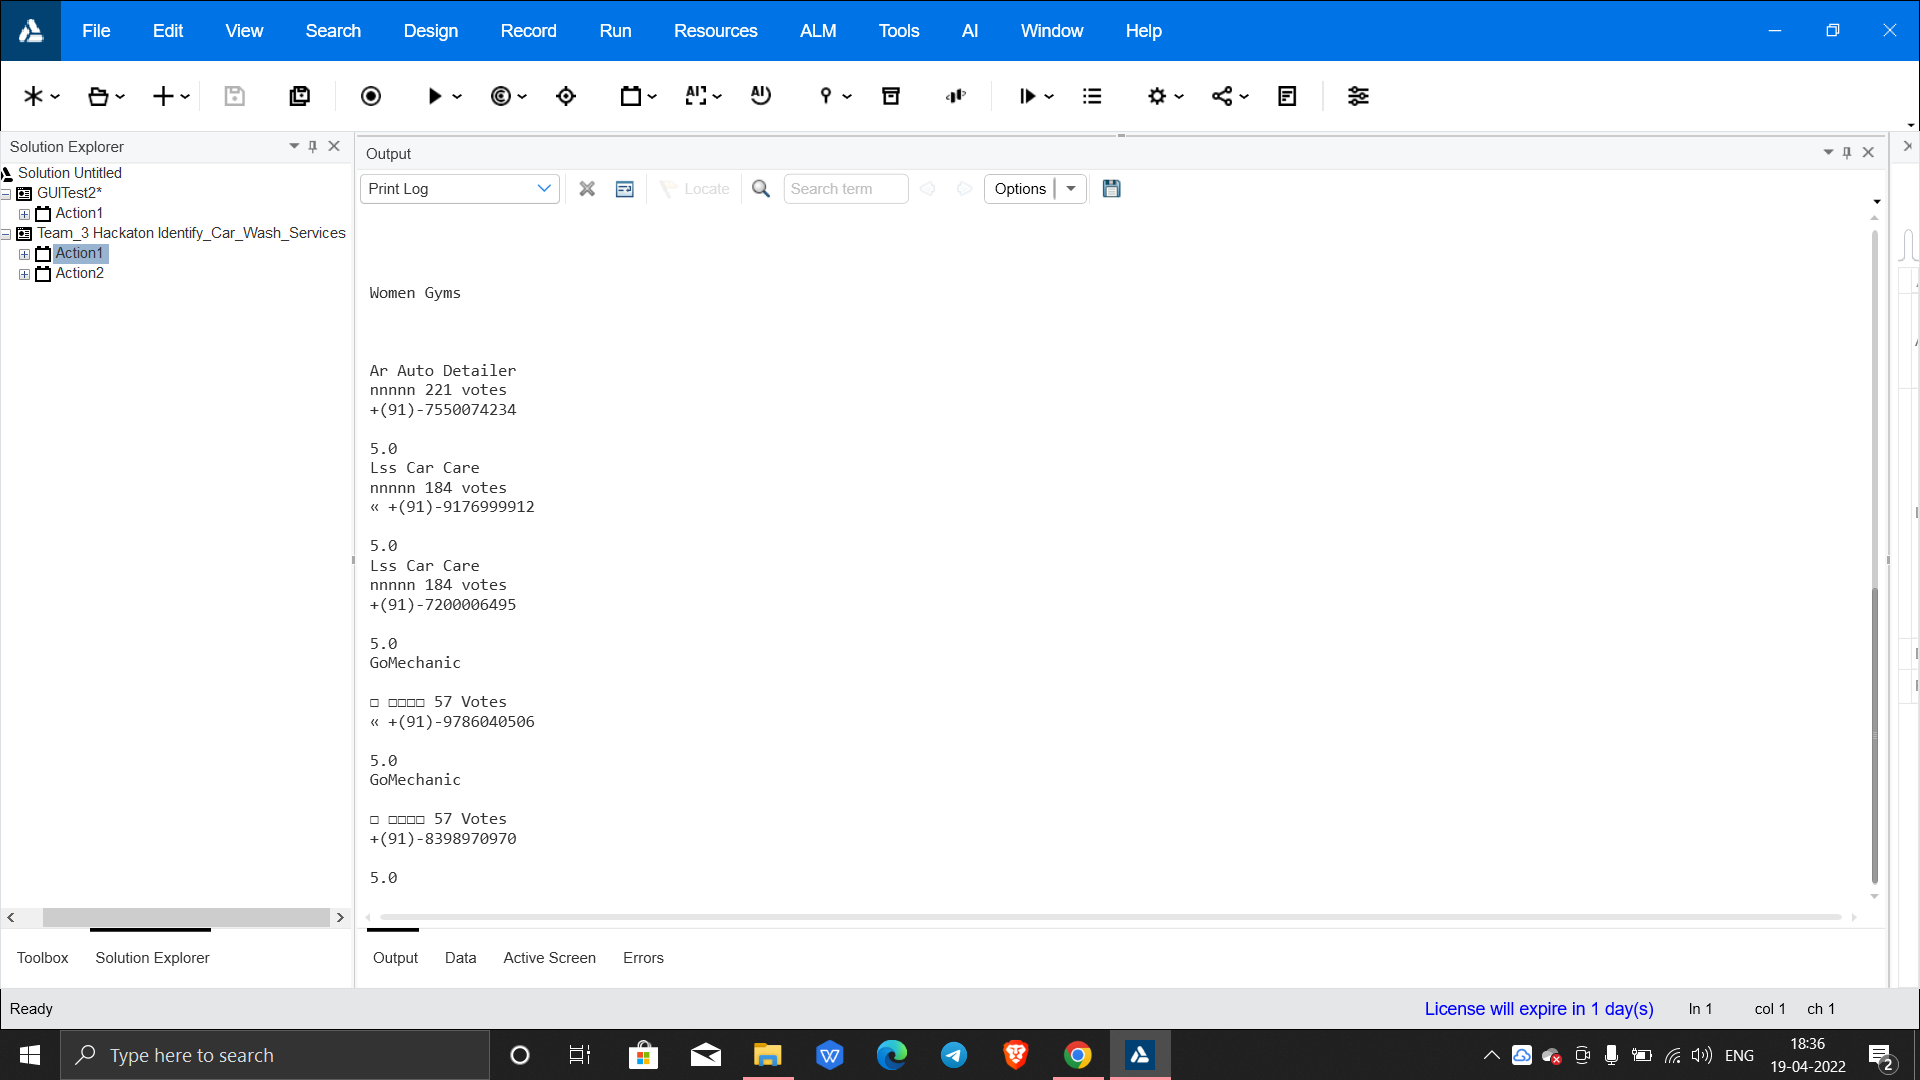 File Edit View Search Design Record Run Resources ALM Tools AI Window Help
Solution Explorer
Solution Untitled
GUITest2*
Action1
Team_3 Hackaton Identify_Car_Wash_Services
Action1
Action2
Toolbox Solution Explorer
Output
Print Log Locate Search term Options
Women Gyms
Ar Auto Detailer
nnnnn 221 votes
+(91)-7550074234
5.0
Lss Car Care
nnnnn 184 votes
« +(91)-9176999912
5.0
Lss Car Care
nnnnn 184 votes
+(91)-7200006495
5.0
GoMechanic
□ □□□□ 57 Votes
« +(91)-9786040506
5.0
GoMechanic
□ □□□□ 57 Votes
+(91)-8398970970
5.0
Output Data Active Screen Errors
Ready License will expire in 1 day(s) ln 1 col 1 ch 1
Type here to search
ENG
18:36
19-04-2022
2